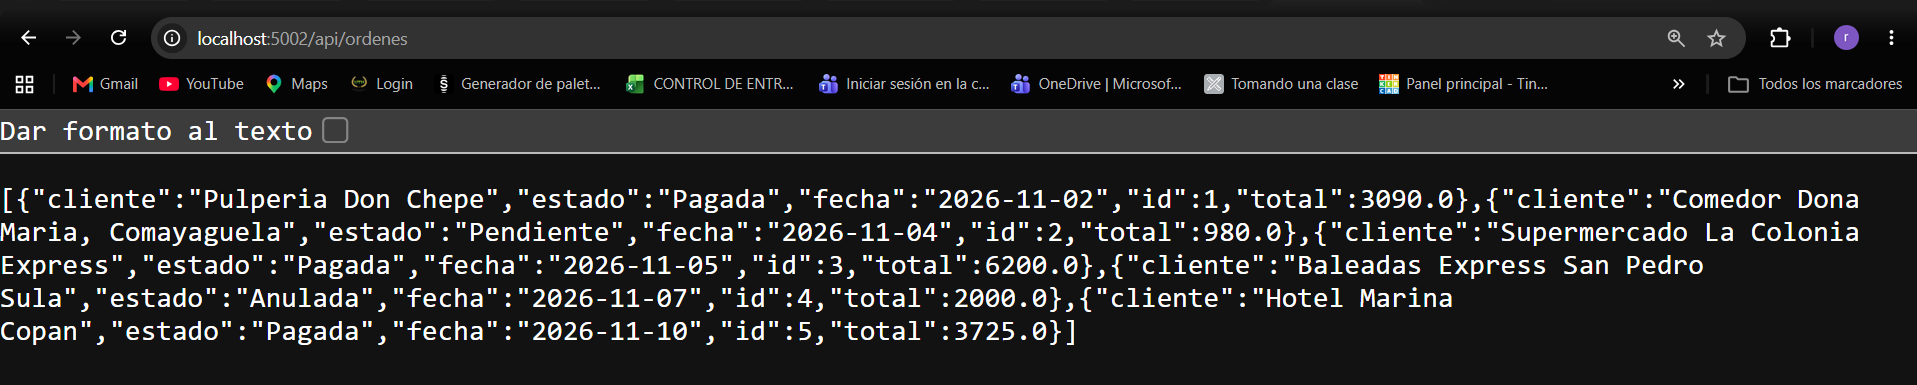 localhost:5002/api/ordenes
r
Gmail YouTube Maps Login Generador de palet... CONTROL DE ENTR... Iniciar sesión en la c... OneDrive | Microsof... Tomando una clase Panel principal - Tin... » Todos los marcadores
Dar formato al texto
[{"cliente":"Pulperia Don Chepe","estado":"Pagada","fecha":"2026-11-02","id":1,"total":3090.0},{"cliente":"Comedor Dona
Maria, Comayaguela","estado":"Pendiente","fecha":"2026-11-04","id":2,"total":980.0},{"cliente":"Supermercado La Colonia
Express","estado":"Pagada","fecha":"2026-11-05","id":3,"total":6200.0},{"cliente":"Baleadas Express San Pedro
Sula","estado":"Anulada","fecha":"2026-11-07","id":4,"total":2000.0},{"cliente":"Hotel Marina
Copan","estado":"Pagada","fecha":"2026-11-10","id":5,"total":3725.0}]